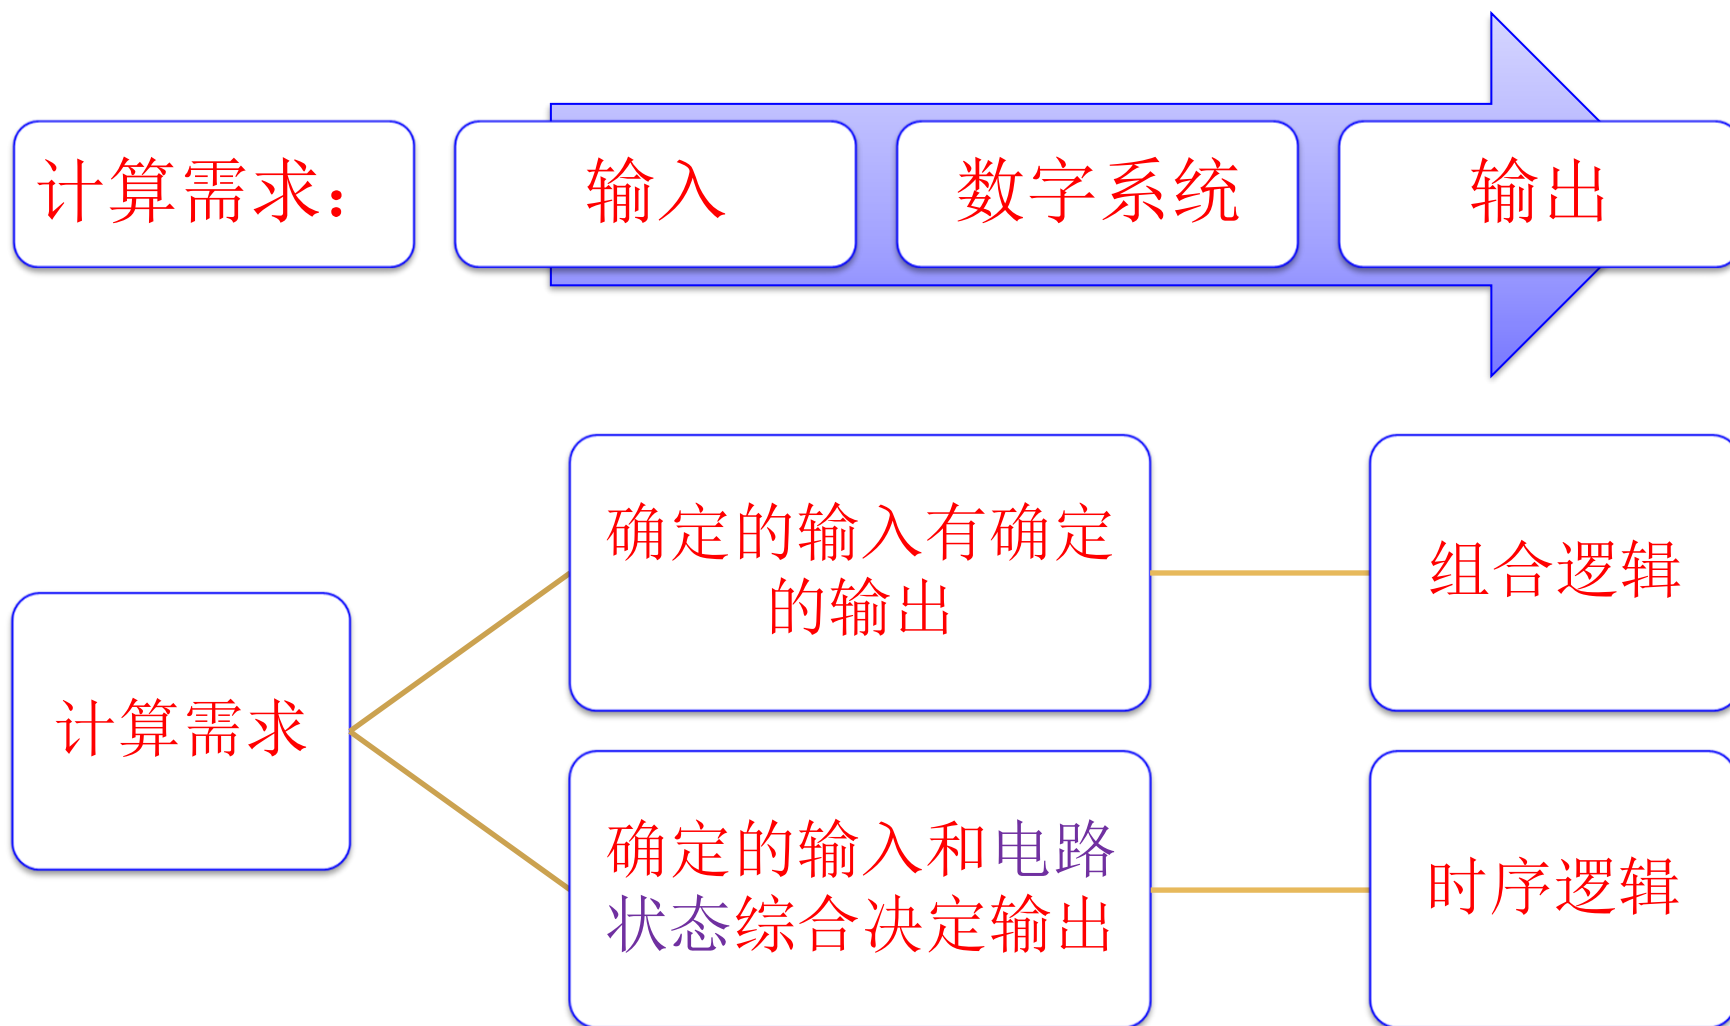 计算需求：
输入
数字系统
输出
确定的输入有确定
的输出
组合逻辑
计算需求
确定的输入和电路
状态综合决定输出
时序逻辑